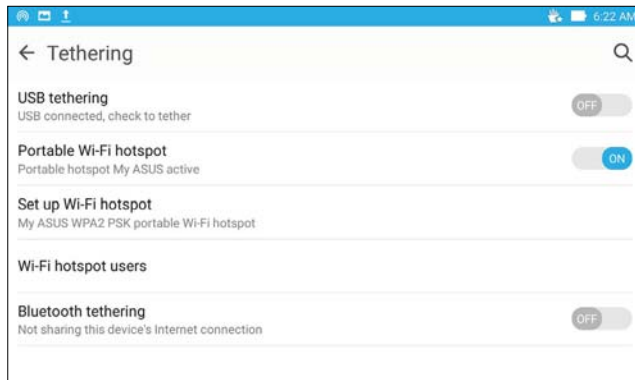 6:22 AM
Tethering
USB tethering
OFF
USB connected, check to tether
Portable Wi-Fi hotspot
ON
Portable hotspot My ASUS active
Set up Wi-Fi hotspot
My ASUS WPA2 PSK portable Wi-Fi hotspot
Wi-Fi hotspot users
Bluetooth tethering
OFF
Not sharing this device's Internet connection